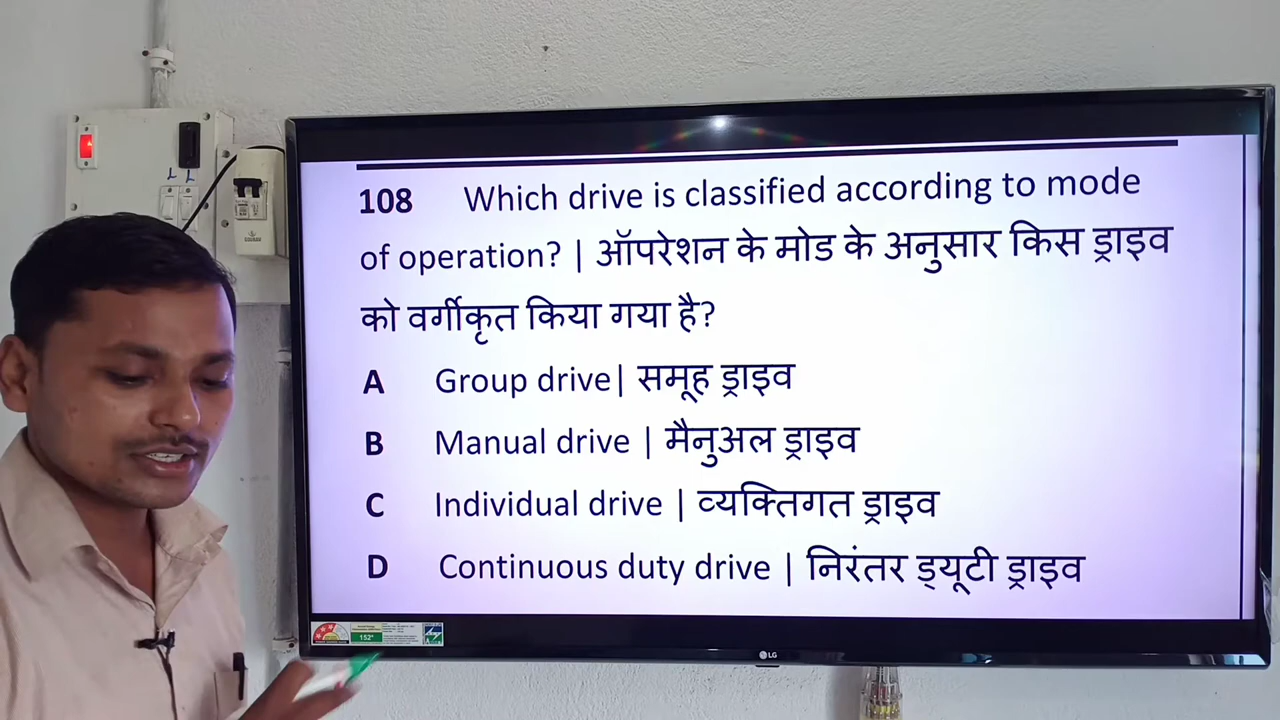 108 Which drive is classified according to mode
of operation? | ऑपरेशन के मोड के अनुसार किस ड्राइव
को वर्गीकृत किया गया है?
A Group drive| समूह ड्राइव
B Manual drive | मैनुअल ड्राइव
C Individual drive | व्यक्तिगत ड्राइव
D Continuous duty drive | निरंतर ड्यूटी ड्राइव
152*
LG